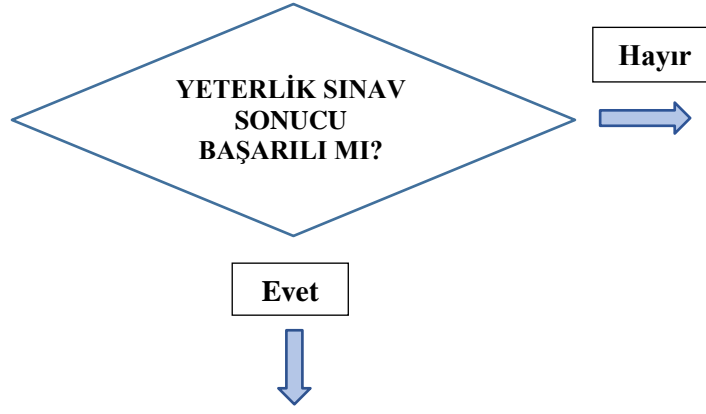 YETERLİK SINAV
SONUCU
BAŞARILI MI?
Hayır
Evet